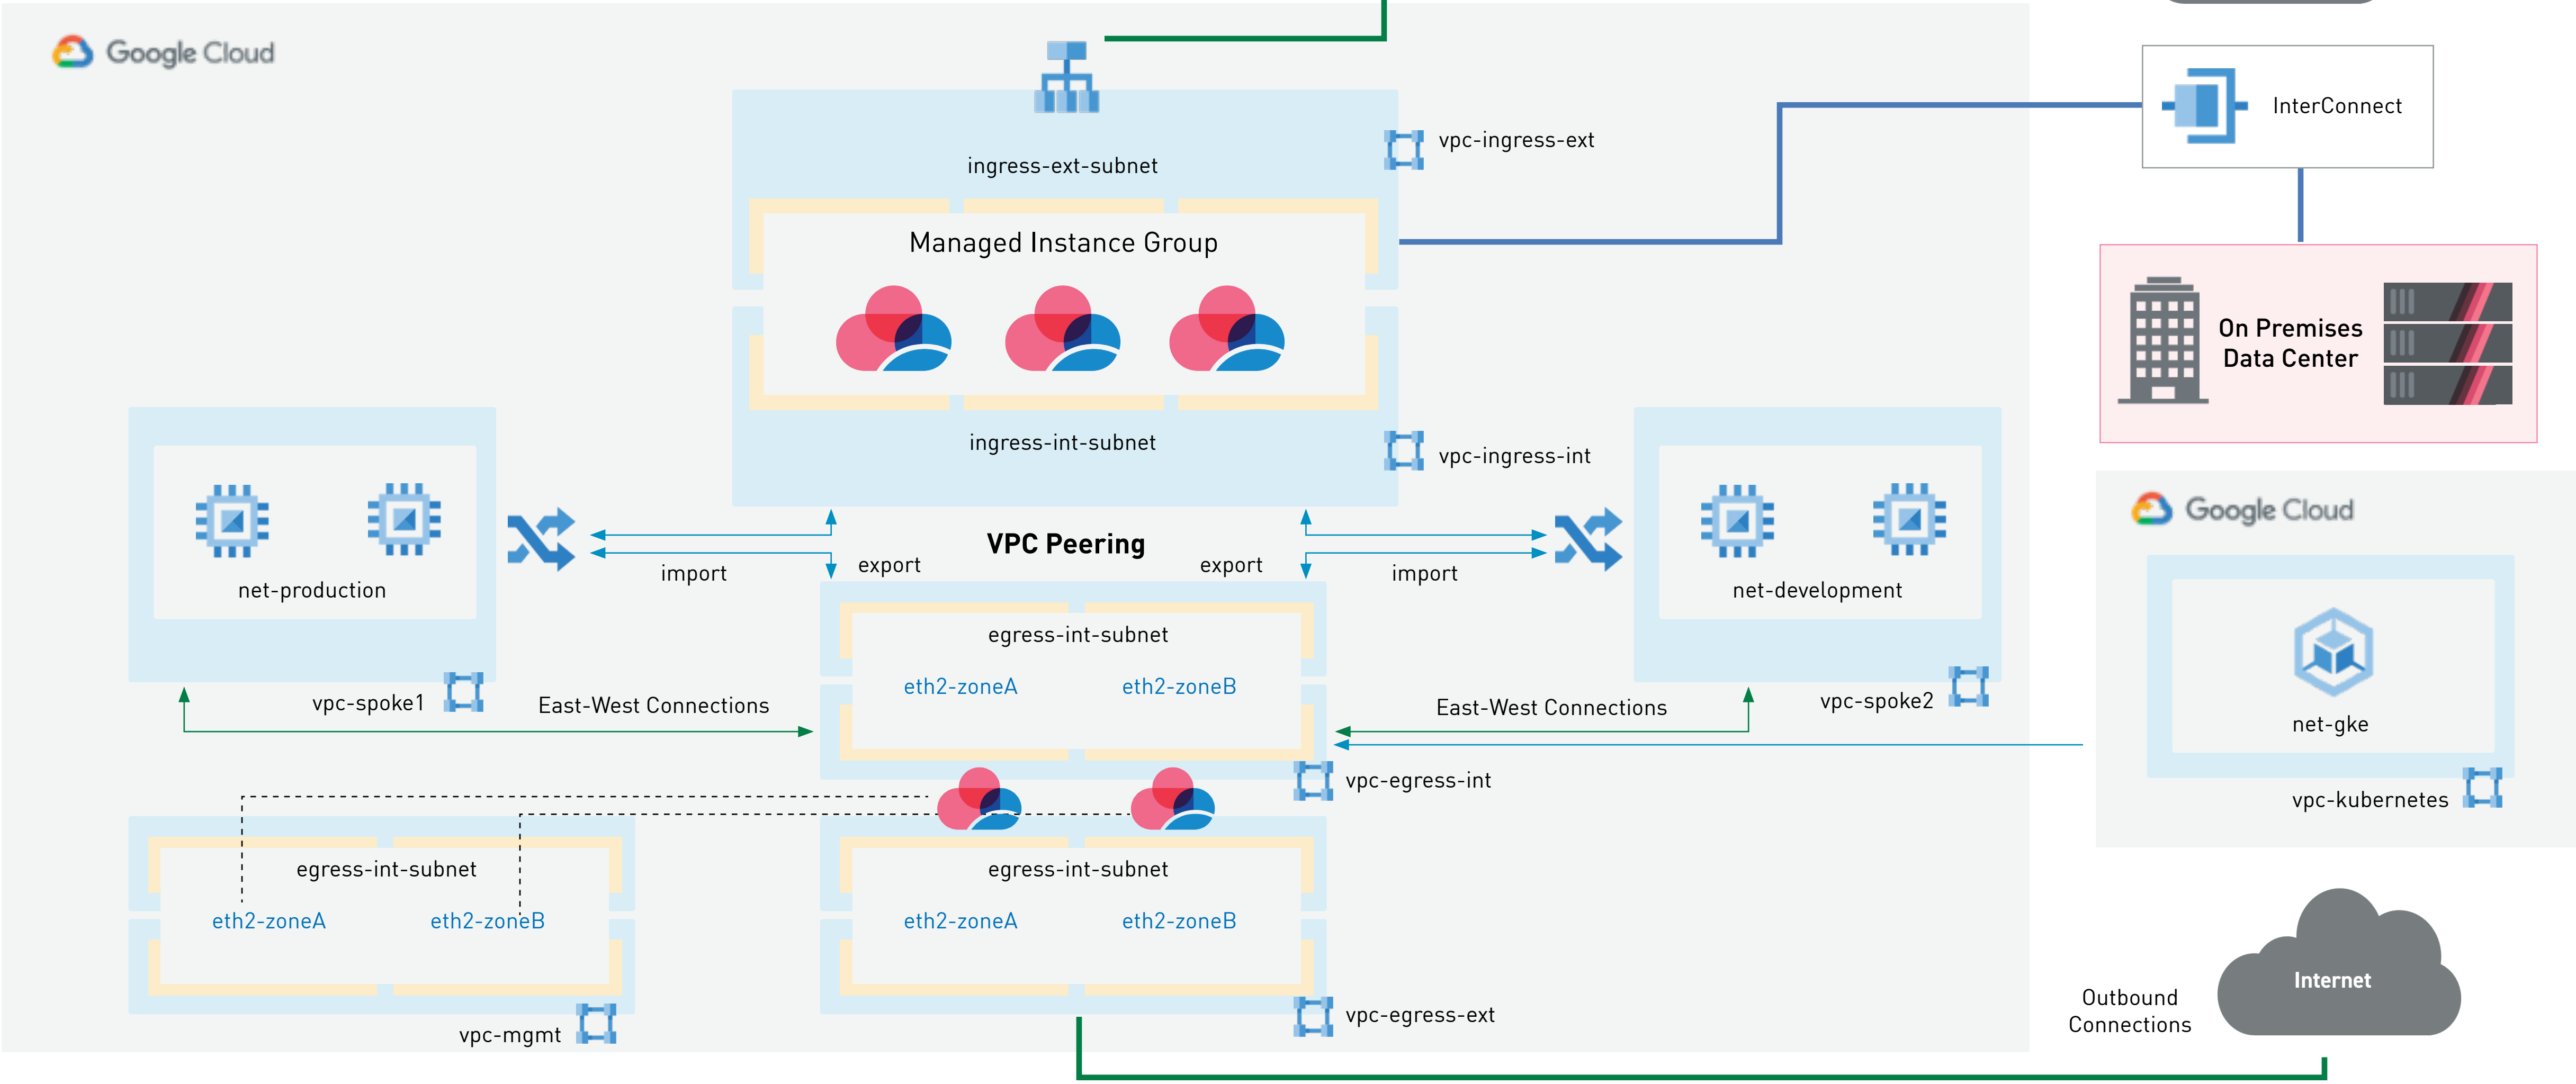 Google Cloud
InterConnect
vpc-ingress-ext
ingress-ext-subnet
Managed Instance Group
On Premises
Data Center
ingress-int-subnet
vpc-ingress-int
Google Cloud
VPC Peering
import
export
export
import
net-production
net-development
egress-int-subnet
eth2-zoneA
eth2-zoneB
vpc-spoke1
East-West Connections
East-West Connections
vpc-spoke2
net-gke
vpc-egress-int
vpc-kubernetes
egress-int-subnet
egress-int-subnet
eth2-zoneA
eth2-zoneB
eth2-zoneA
eth2-zoneB
Internet
Outbound
Connections
vpc-egress-ext
vpc-mgmt